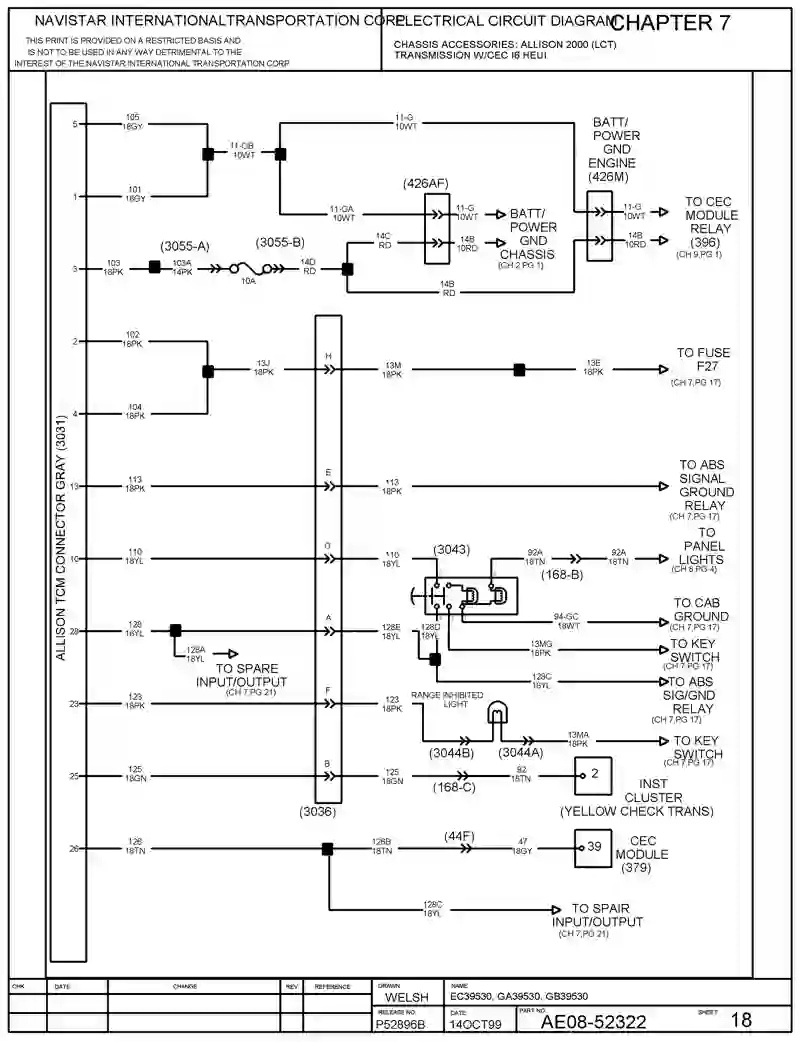 NAVISTAR INTERNATIONALTRANSPORTATION CORP.
ELECTRICAL CIRCUIT DIAGRAM
CHAPTER 7
THIS PRINT IS PROVIDED ON A RESTRICTED BASIS AND
IS NOT TO BE USED IN ANY WAY DETRIMENTAL TO THE
INTEREST OF THE NAVISTAR INTERNATIONAL TRANSPORTATION CORP
CHASSIS ACCESSORIES: ALLISON 2000 (LCT)
TRANSMISSION W/CEC I6 HEUI
ALLISON TCM CONNECTOR GRAY (3031)
5
105
18GY
11-GB
10WT
11-G
10WT
BATT/
POWER
GND
ENGINE
(426M)
1
101
18GY
11-GA
10WT
(426AF)
11-G
10WT
BATT/
POWER
GND
CHASSIS
(CH 2 PG 1)
11-G
10WT
TO CEC
MODULE
RELAY
(396)
(CH 9,PG 1)
103
18PK
(3055-A)
103A
14PK
10A
(3055-B)
14D
RD
14C
RD
14B
10RD
14B
10RD
14B
RD
2
102
18PK
13J
18PK
H
13M
18PK
13E
18PK
TO FUSE
F27
(CH 7,PG 17)
4
104
18PK
13
113
18PK
E
113
18PK
TO ABS
SIGNAL
GROUND
RELAY
(CH 7,PG 17)
10
110
18YL
110
18YL
(3043)
92A
18TN
(168-B)
92A
18TN
TO
PANEL
LIGHTS
(CH 8 PG 4)
94-GC
18WT
TO CAB
GROUND
(CH 7,PG 17)
128
18YL
A
128E
18YL
128D
18YL
13MG
18PK
TO KEY
SWITCH
(CH 7,PG 17)
128A
18YL
TO SPARE
INPUT/OUTPUT
(CH 7,PG 21)
128C
18YL
TO ABS
SIG/GND
RELAY
(CH 7,PG 17)
23
123
18PK
F
123
18PK
RANGE INHIBITED
LIGHT
(3044B)
(3044A)
13MA
18PK
TO KEY
SWITCH
(CH 7,PG 17)
25
125
18GN
B
125
18GN
(168-C)
82
18TN
2
INST
CLUSTER
(YELLOW CHECK TRANS)
(3036)
26
126
18TN
126B
18TN
(44F)
47
18GY
39
CEC
MODULE
(379)
128C
18YL
TO SPAIR
INPUT/OUTPUT
(CH 7,PG 21)
CHK
DATE
CHANGE
REV
REFERENCE
DRAWN
WELSH
NAME
EC39530, GA39530, GB39530
RELEASE NO.
P52896B
DATE
14OCT99
PART NO.
AE08-52322
SHEET
18